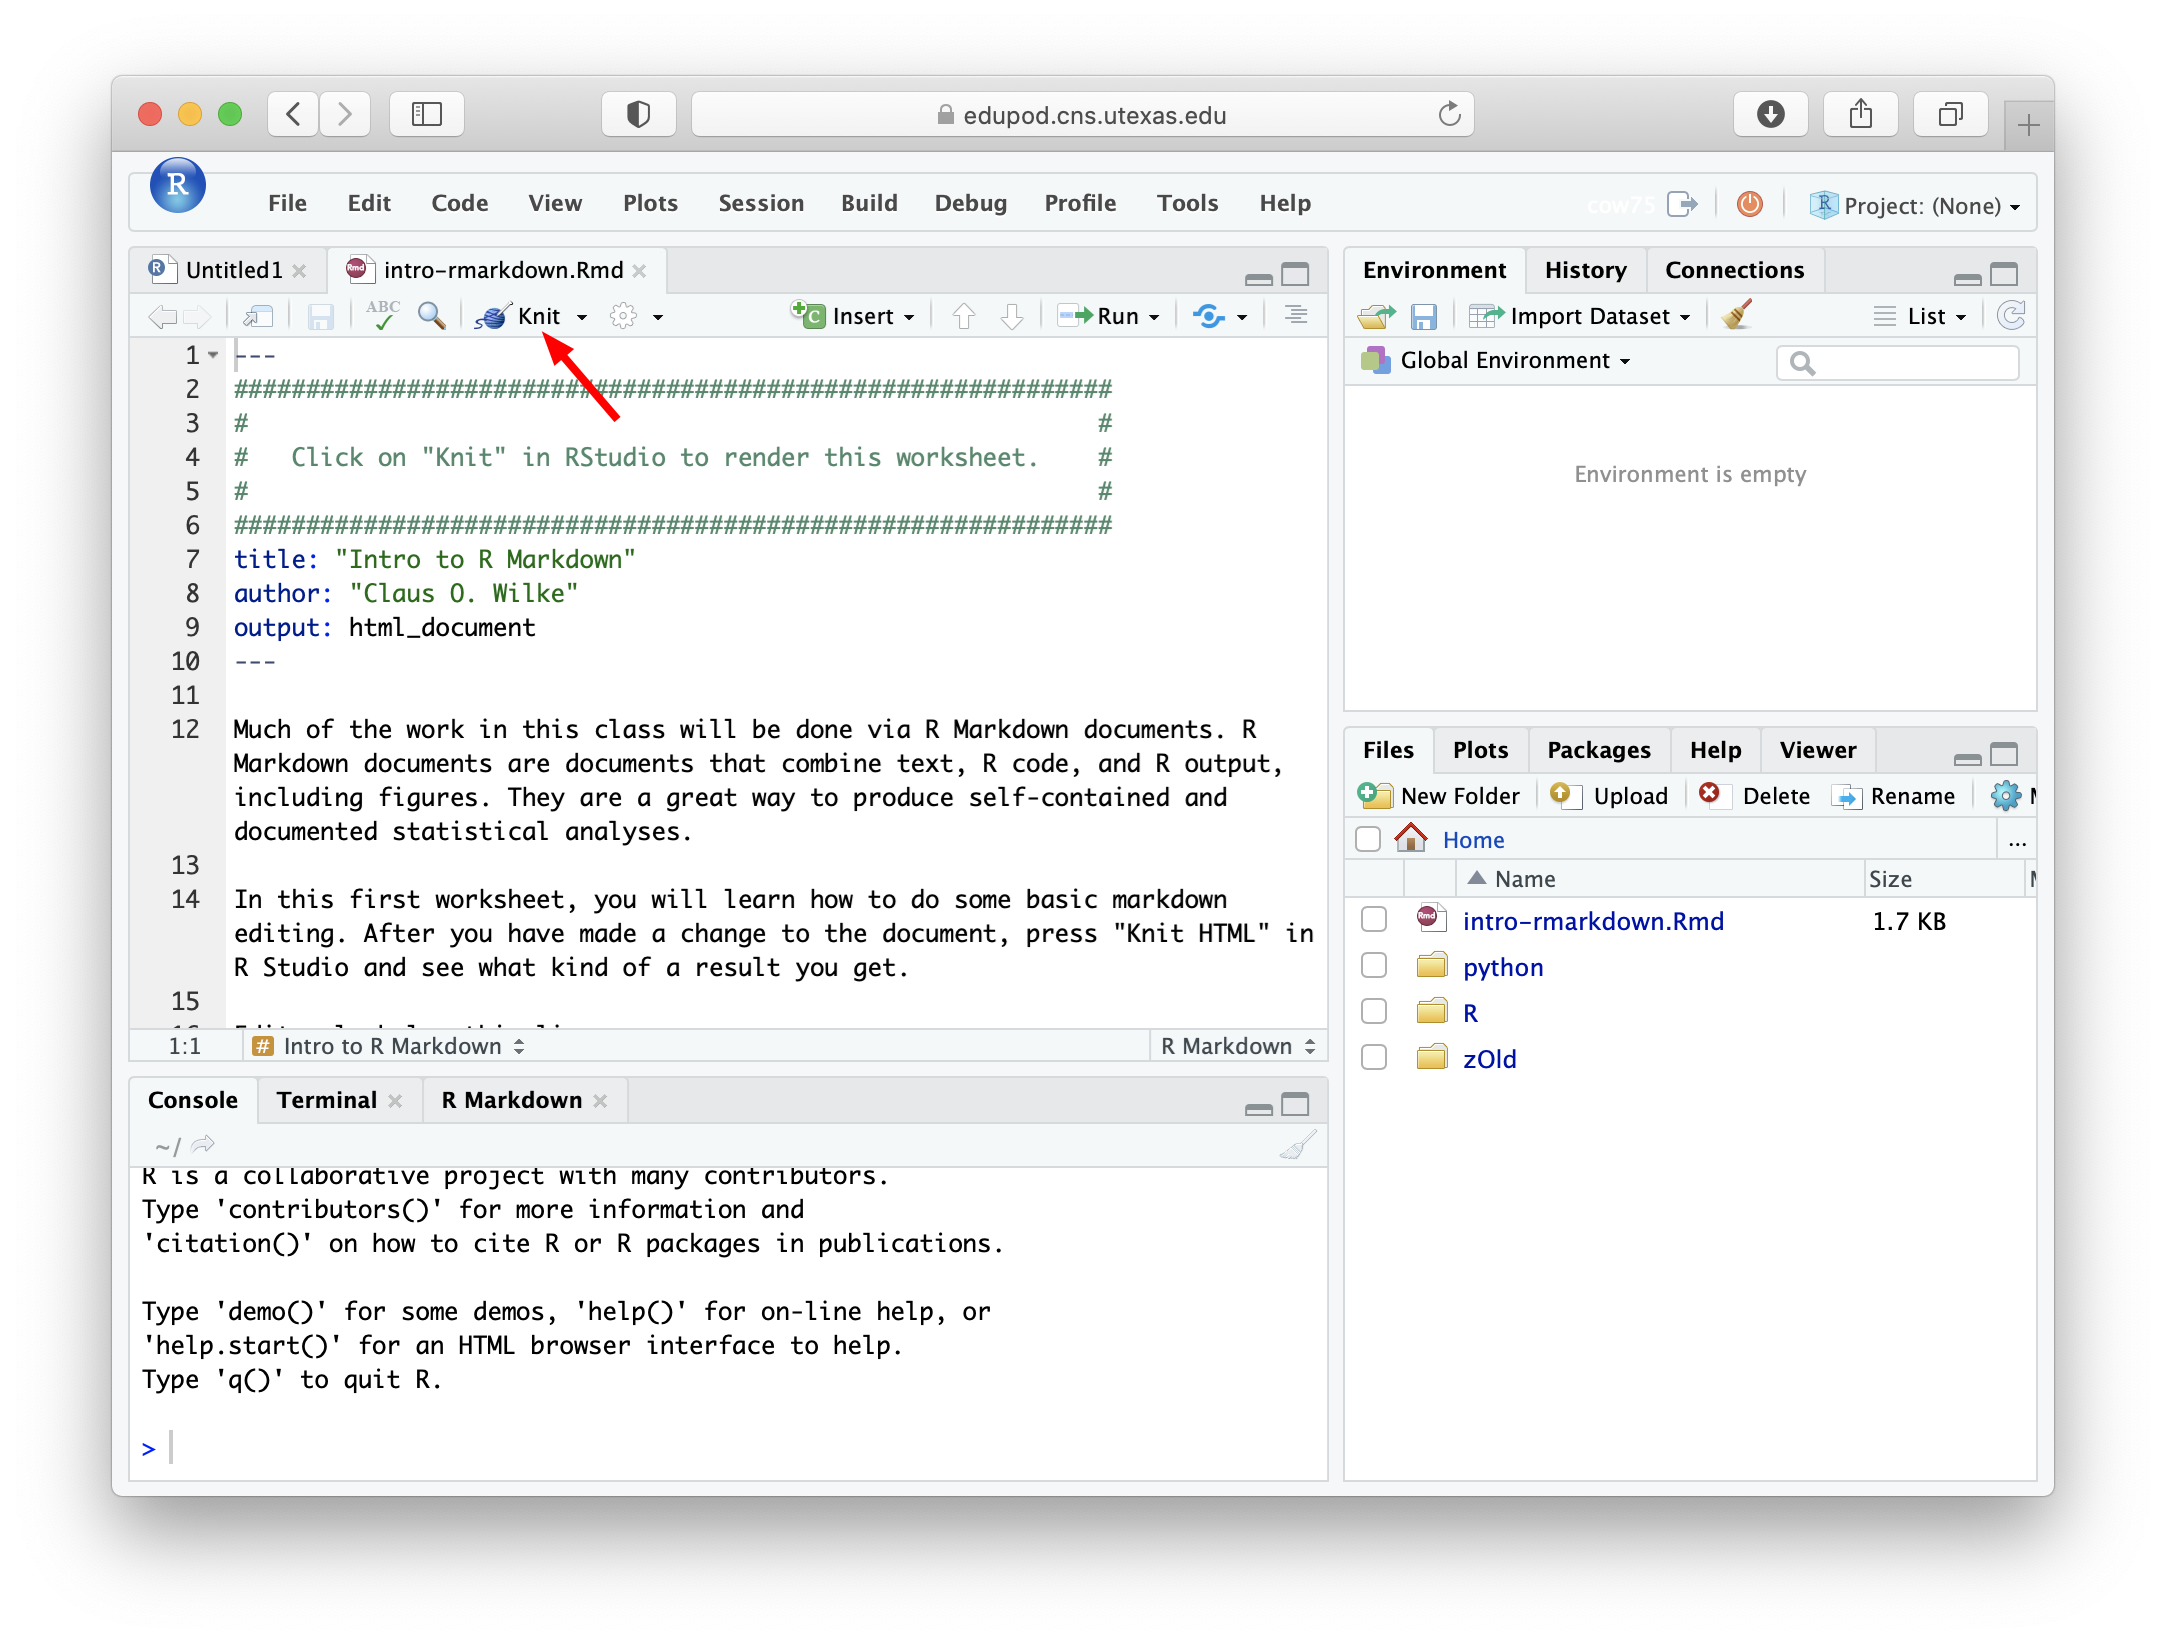 edupod.cns.utexas.edu
R
File Edit Code View Plots Session Build Debug Profile Tools Help
cow75
R Project: (None)
R Untitled1
Rmd intro-rmarkdown.Rmd
ABC
Knit
C Insert
Run
1 ---
2 #############################################################
3 # #
4 # Click on "Knit" in RStudio to render this worksheet. #
5 # #
6 #############################################################
7 title: "Intro to R Markdown"
8 author: "Claus O. Wilke"
9 output: html_document
10 ---
11
12 Much of the work in this class will be done via R Markdown documents. R
Markdown documents are documents that combine text, R code, and R output,
including figures. They are a great way to produce self-contained and
documented statistical analyses.
13
14 In this first worksheet, you will learn how to do some basic markdown
editing. After you have made a change to the document, press "Knit HTML" in
R Studio and see what kind of a result you get.
15
1:1 # Intro to R Markdown R Markdown
Console Terminal R Markdown
~/
R is a collaborative project with many contributors.
Type 'contributors()' for more information and
'citation()' on how to cite R or R packages in publications.
Type 'demo()' for some demos, 'help()' for on-line help, or
'help.start()' for an HTML browser interface to help.
Type 'q()' to quit R.
>
Environment History Connections
Import Dataset List
Global Environment
Environment is empty
Files Plots Packages Help Viewer
New Folder Upload Delete Rename
Home ...
Name Size
Rmd intro-rmarkdown.Rmd 1.7 KB
python
R
zOld